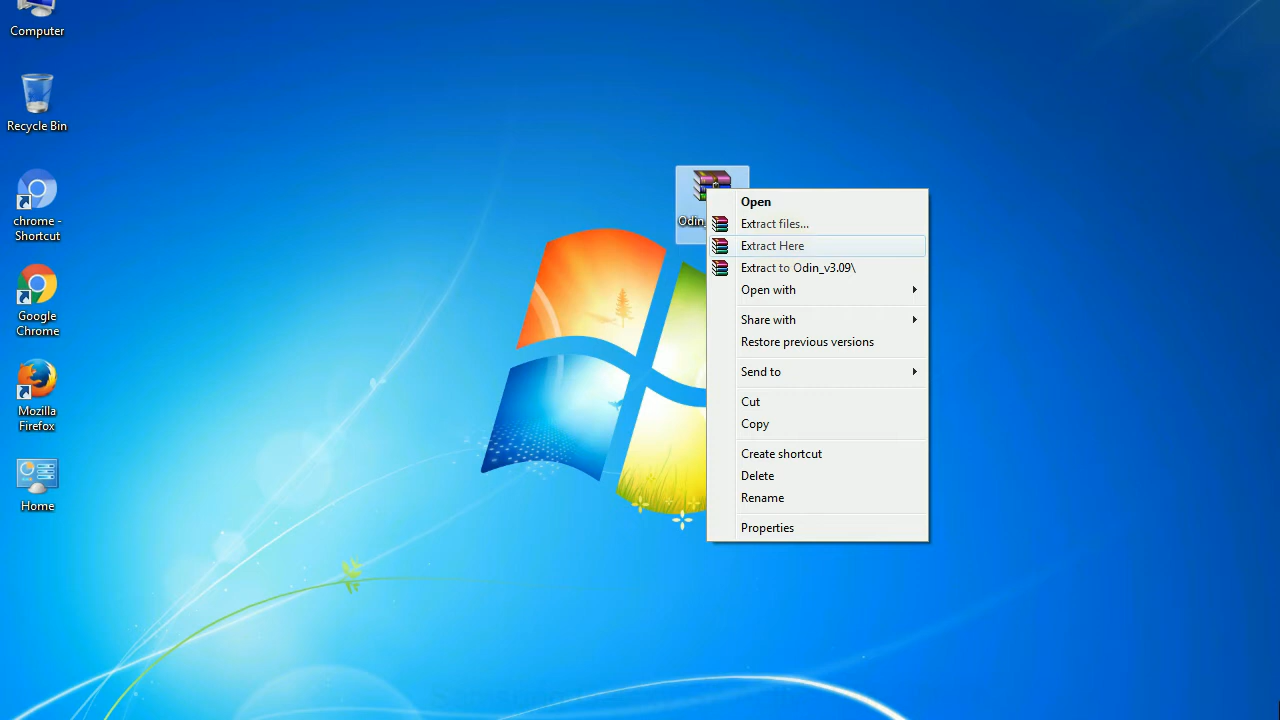 Computer
Recycle Bin
chrome -
Shortcut
Google
Chrome
Mozilla
Firefox
Home
Odin_
Open
Extract files...
Extract Here
Extract to Odin_v3.09\
Open with
Share with
Restore previous versions
Send to
Cut
Copy
Create shortcut
Delete
Rename
Properties